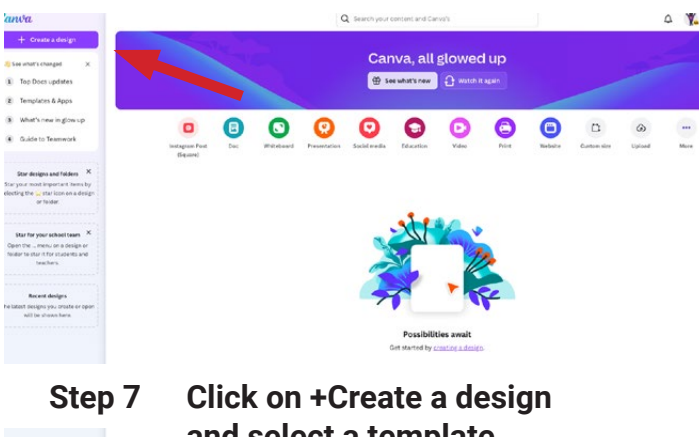 Canva
Search your content and Canva's
+ Create a design
See what's changed
Canva, all glowed up
See what's new
Watch it again
1 Top Docs updates
2 Templates & Apps
3 What's new in glow up
4 Guide to Teamwork
Instagram Post (Square)
Doc
Whiteboard
Presentation
Social media
Education
Video
Print
Website
Custom size
Upload
More
Star designs and folders
Star your most important items by
selecting the star icon on a design
or folder.
Star for your school team
Open the ... menu on a design or
folder to star it for students and
teachers.
Recent designs
The latest designs you create or open
will be shown here.
Possibilities await
Get started by creating a design.
Step 7 Click on +Create a design
and select a template